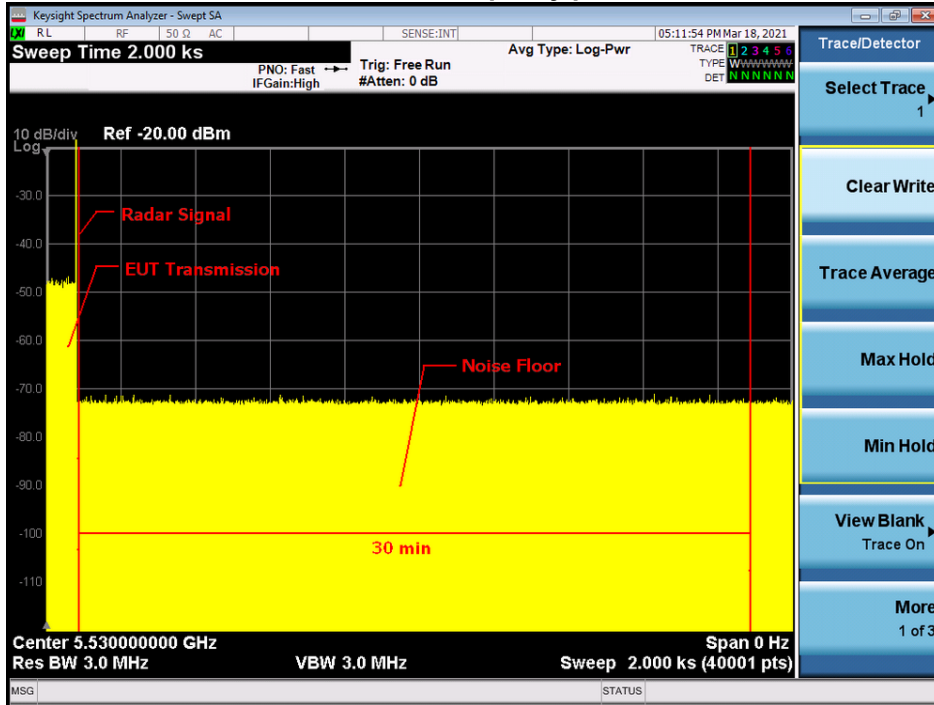 Keysight Spectrum Analyzer - Swept SA
LXI RL RF 50 Ω AC SENSE:INT 05:11:54 PM Mar 18, 2021
Sweep Time 2.000 ks
PNO: Fast
IFGain:High
Trig: Free Run
#Atten: 0 dB
Avg Type: Log-Pwr
TRACE 1 2 3 4 5 6
TYPE WWWWWW
DET N N N N N N
10 dB/div Ref -20.00 dBm
Log
-30.0
-40.0
-50.0
-60.0
-70.0
-80.0
-90.0
-100
-110
Radar Signal
EUT Transmission
Noise Floor
30 min
Center 5.530000000 GHz Span 0 Hz
Res BW 3.0 MHz VBW 3.0 MHz Sweep 2.000 ks (40001 pts)
MSG STATUS
Trace/Detector
Select Trace
1
Clear Write
Trace Average
Max Hold
Min Hold
View Blank
Trace On
More
1 of 3